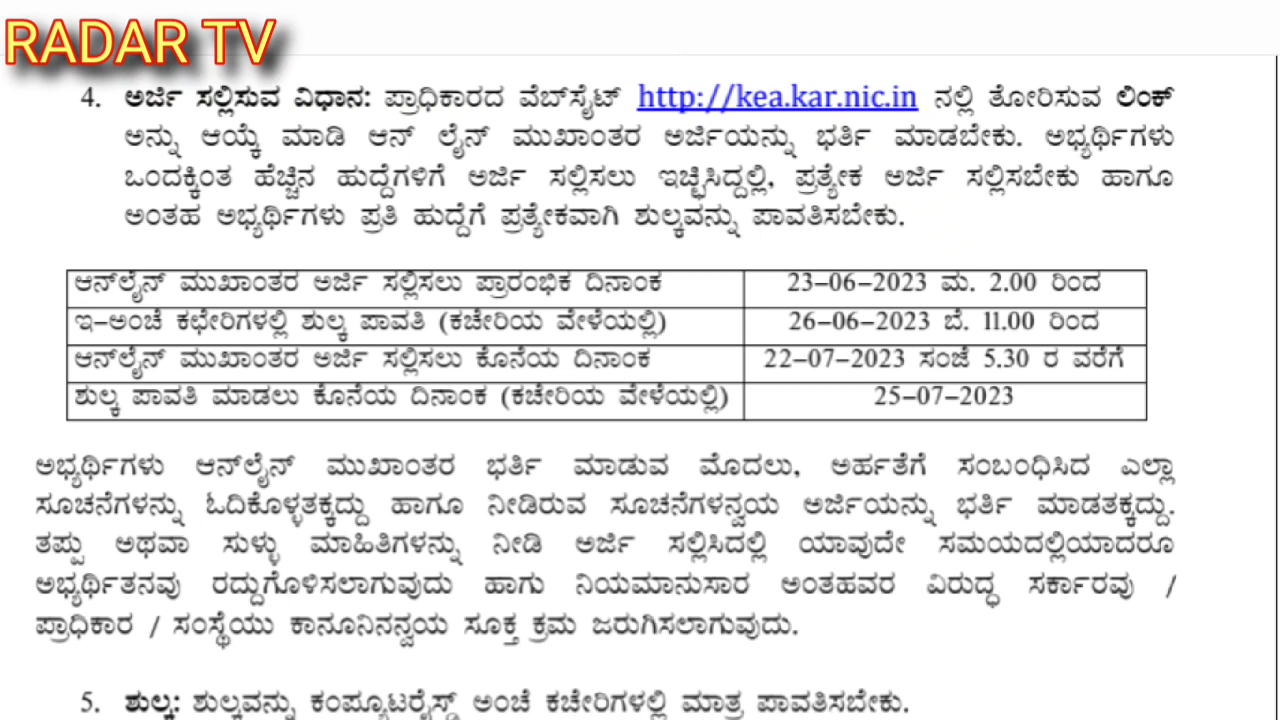 RADAR TV
4. ಅರ್ಜಿ ಸಲ್ಲಿಸುವ ವಿಧಾನ: ಪ್ರಾಧಿಕಾರದ ವೆಬ್‌ಸೈಟ್ http://kea.kar.nic.in ನಲ್ಲಿ ತೋರಿಸುವ ಲಿಂಕ್
ಅನ್ನು ಆಯ್ಕೆ ಮಾಡಿ ಆನ್ ಲೈನ್ ಮುಖಾಂತರ ಅರ್ಜಿಯನ್ನು ಭರ್ತಿ ಮಾಡಬೇಕು. ಅಭ್ಯರ್ಥಿಗಳು
ಒಂದಕ್ಕಿಂತ ಹೆಚ್ಚಿನ ಹುದ್ದೆಗಳಿಗೆ ಅರ್ಜಿ ಸಲ್ಲಿಸಲು ಇಚ್ಛಿಸಿದ್ದಲ್ಲಿ, ಪ್ರತ್ಯೇಕ ಅರ್ಜಿ ಸಲ್ಲಿಸಬೇಕು ಹಾಗೂ
ಅಂತಹ ಅಭ್ಯರ್ಥಿಗಳು ಪ್ರತಿ ಹುದ್ದೆಗೆ ಪ್ರತ್ಯೇಕವಾಗಿ ಶುಲ್ಕವನ್ನು ಪಾವತಿಸಬೇಕು.
ಆನ್‌ಲೈನ್ ಮುಖಾಂತರ ಅರ್ಜಿ ಸಲ್ಲಿಸಲು ಪ್ರಾರಂಭಿಕ ದಿನಾಂಕ 23-06-2023 ಮ. 2.00 ರಿಂದ
ಇ-ಅಂಚೆ ಕಛೇರಿಗಳಲ್ಲಿ ಶುಲ್ಕ ಪಾವತಿ (ಕಚೇರಿಯ ವೇಳೆಯಲ್ಲಿ) 26-06-2023 ಬೆ. 11.00 ರಿಂದ
ಆನ್‌ಲೈನ್ ಮುಖಾಂತರ ಅರ್ಜಿ ಸಲ್ಲಿಸಲು ಕೊನೆಯ ದಿನಾಂಕ 22-07-2023 ಸಂಜೆ 5.30 ರ ವರೆಗೆ
ಶುಲ್ಕ ಪಾವತಿ ಮಾಡಲು ಕೊನೆಯ ದಿನಾಂಕ (ಕಚೇರಿಯ ವೇಳೆಯಲ್ಲಿ) 25-07-2023
ಅಭ್ಯರ್ಥಿಗಳು ಆನ್‌ಲೈನ್ ಮುಖಾಂತರ ಭರ್ತಿ ಮಾಡುವ ಮೊದಲು, ಅರ್ಹತೆಗೆ ಸಂಬಂಧಿಸಿದ ಎಲ್ಲಾ
ಸೂಚನೆಗಳನ್ನು ಓದಿಕೊಳ್ಳತಕ್ಕದ್ದು ಹಾಗೂ ನೀಡಿರುವ ಸೂಚನೆಗಳನ್ವಯ ಅರ್ಜಿಯನ್ನು ಭರ್ತಿ ಮಾಡತಕ್ಕದ್ದು.
ತಪ್ಪು ಅಥವಾ ಸುಳ್ಳು ಮಾಹಿತಿಗಳನ್ನು ನೀಡಿ ಅರ್ಜಿ ಸಲ್ಲಿಸಿದಲ್ಲಿ ಯಾವುದೇ ಸಮಯದಲ್ಲಿಯಾದರೂ
ಅಭ್ಯರ್ಥಿತನವು ರದ್ದುಗೊಳಿಸಲಾಗುವುದು ಹಾಗು ನಿಯಮಾನುಸಾರ ಅಂತಹವರ ವಿರುದ್ಧ ಸರ್ಕಾರವು /
ಪ್ರಾಧಿಕಾರ / ಸಂಸ್ಥೆಯು ಕಾನೂನಿನನ್ವಯ ಸೂಕ್ತ ಕ್ರಮ ಜರುಗಿಸಲಾಗುವುದು.
5. ಶುಲ್ಕ: ಶುಲ್ಕವನ್ನು ಕಂಪ್ಯೂಟರೈಸ್ಡ್ ಅಂಚೆ ಕಚೇರಿಗಳಲ್ಲಿ ಮಾತ್ರ ಪಾವತಿಸಬೇಕು.